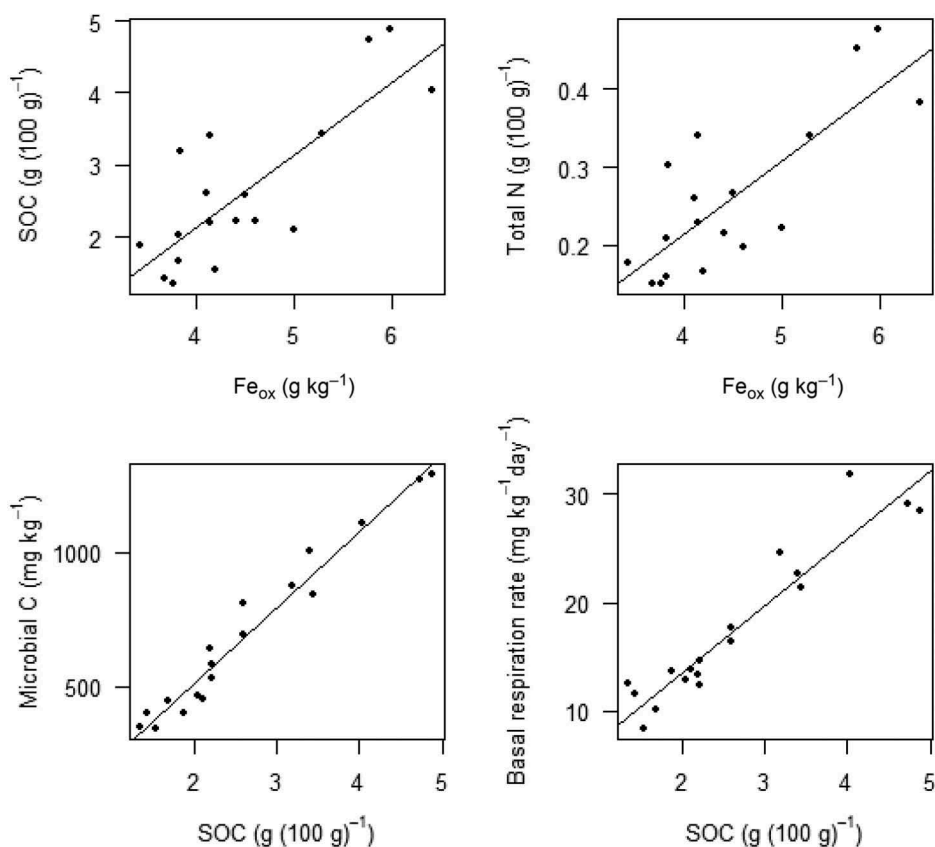 SOC (g (100 g)⁻¹)
5
4
3
2
4 5 6
Feₒₓ (g kg⁻¹)
Total N (g (100 g)⁻¹)
0.4
0.3
0.2
4 5 6
Feₒₓ (g kg⁻¹)
Microbial C (mg kg⁻¹)
1000
500
2 3 4 5
SOC (g (100 g)⁻¹)
Basal respiration rate (mg kg⁻¹day⁻¹)
30
20
10
2 3 4 5
SOC (g (100 g)⁻¹)